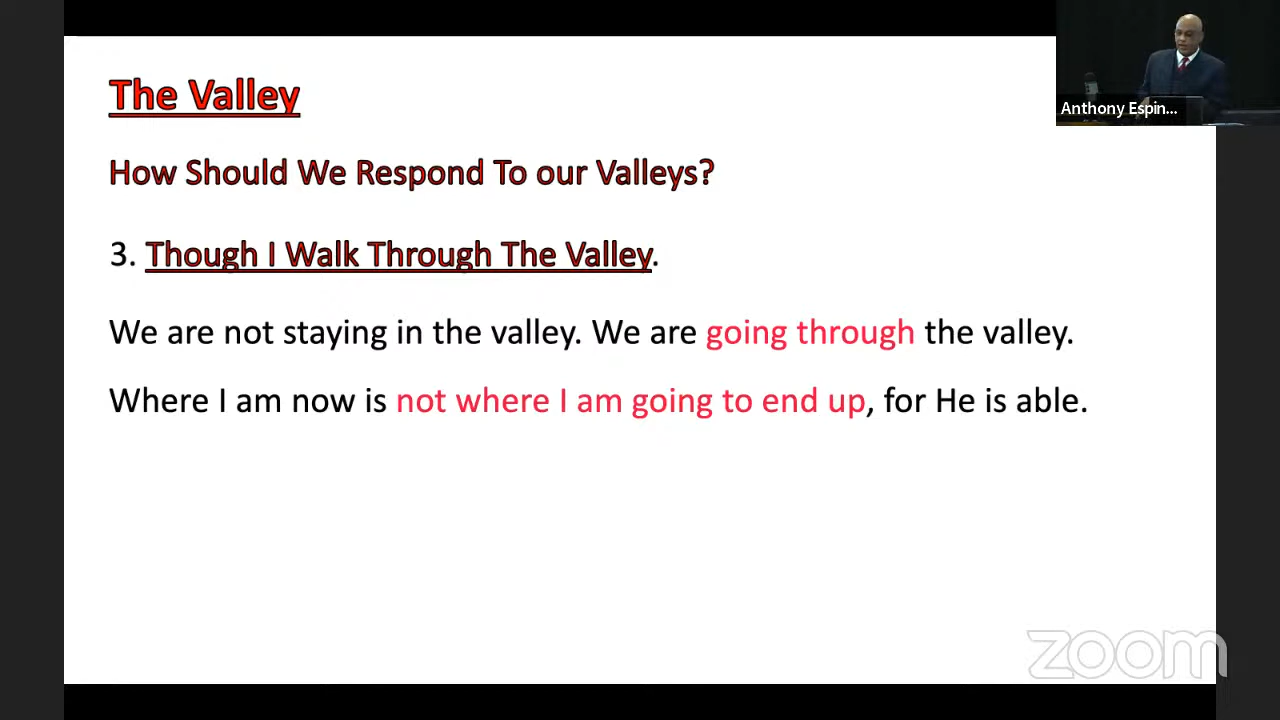 The Valley
Anthony Espin...
How Should We Respond To our Valleys?
3. Though I Walk Through The Valley.
We are not staying in the valley. We are going through the valley.
Where I am now is not where I am going to end up, for He is able.
zoom